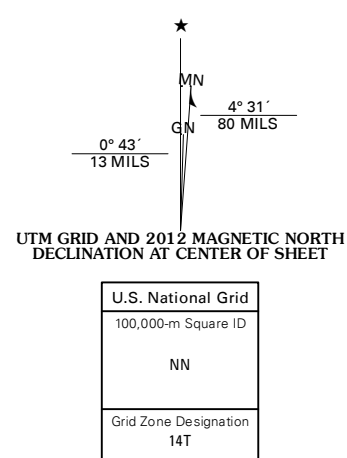 ★
MN
4° 31´
80 MILS
GN
0° 43´
13 MILS
UTM GRID AND 2012 MAGNETIC NORTH
DECLINATION AT CENTER OF SHEET
U.S. National Grid
100,000-m Square ID
NN
Grid Zone Designation
14T